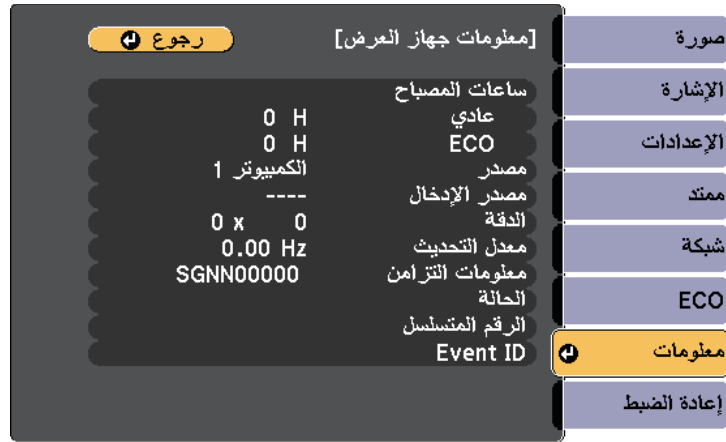 صورة
الإشارة
الإعدادات
ممتد
شبكة
ECO
معلومات
إعادة الضبط
[معلومات جهاز العرض]
رجوع
ساعات المصباح
عادي 0 H
ECO 0 H
مصدر الكمبيوتر 1
مصدر الإدخال ----
الدقة 0 x 0
معدل التحديث 0.00 Hz
معلومات التزامن SGNN00000
الحالة
الرقم المتسلسل
Event ID